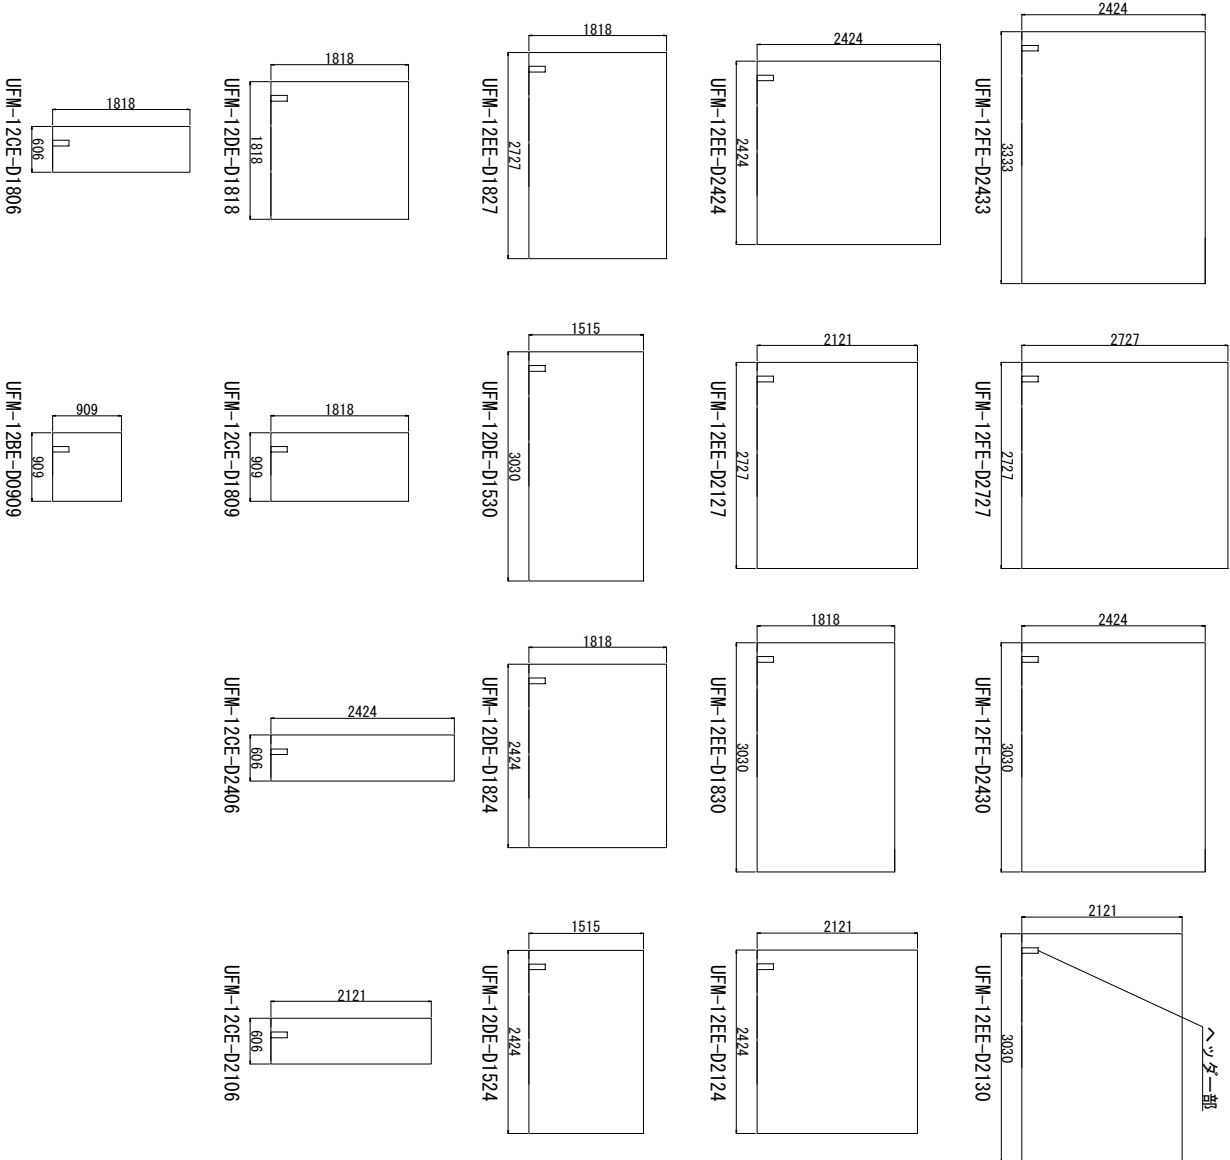 2424
3333
UFM-12FE-D2433
2727
2727
UFM-12FE-D2727
2424
3030
UFM-12FE-D2430
ヘッダー部
2121
3030
UFM-12EE-D2130
2424
2424
UFM-12EE-D2424
2121
2727
UFM-12EE-D2127
1818
3030
UFM-12EE-D1830
2121
2424
UFM-12EE-D2124
1818
2727
UFM-12EE-D1827
1515
3030
UFM-12DE-D1530
1818
2424
UFM-12DE-D1824
1515
2424
UFM-12DE-D1524
1818
1818
UFM-12DE-D1818
1818
909
UFM-12CE-D1809
2424
606
UFM-12CE-D2406
2121
606
UFM-12CE-D2106
1818
606
UFM-12CE-D1806
909
909
UFM-12BE-D0909